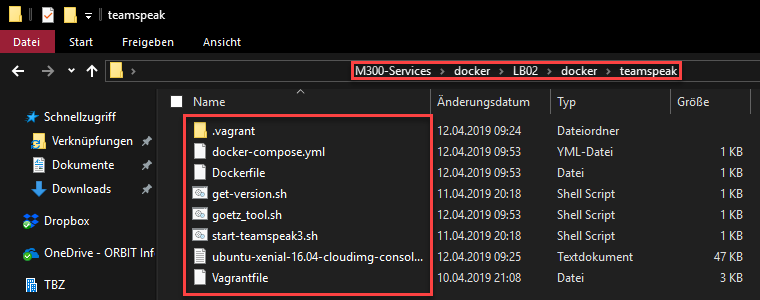 teamspeak
Datei Start Freigeben Ansicht
M300-Services > docker > LB02 > docker > teamspeak
Name Änderungsdatum Typ Größe
Schnellzugriff
Verknüpfungen
Dokumente
Downloads
Dropbox
OneDrive - ORBIT Inf
TBZ
.vagrant 12.04.2019 09:24 Dateiordner
docker-compose.yml 12.04.2019 09:53 YML-Datei 1 KB
Dockerfile 12.04.2019 09:53 Datei 1 KB
get-version.sh 11.04.2019 20:18 Shell Script 1 KB
goetz_tool.sh 12.04.2019 09:53 Shell Script 1 KB
start-teamspeak3.sh 11.04.2019 20:18 Shell Script 1 KB
ubuntu-xenial-16.04-cloudimg-consol... 12.04.2019 09:25 Textdokument 47 KB
Vagrantfile 10.04.2019 21:08 Datei 3 KB